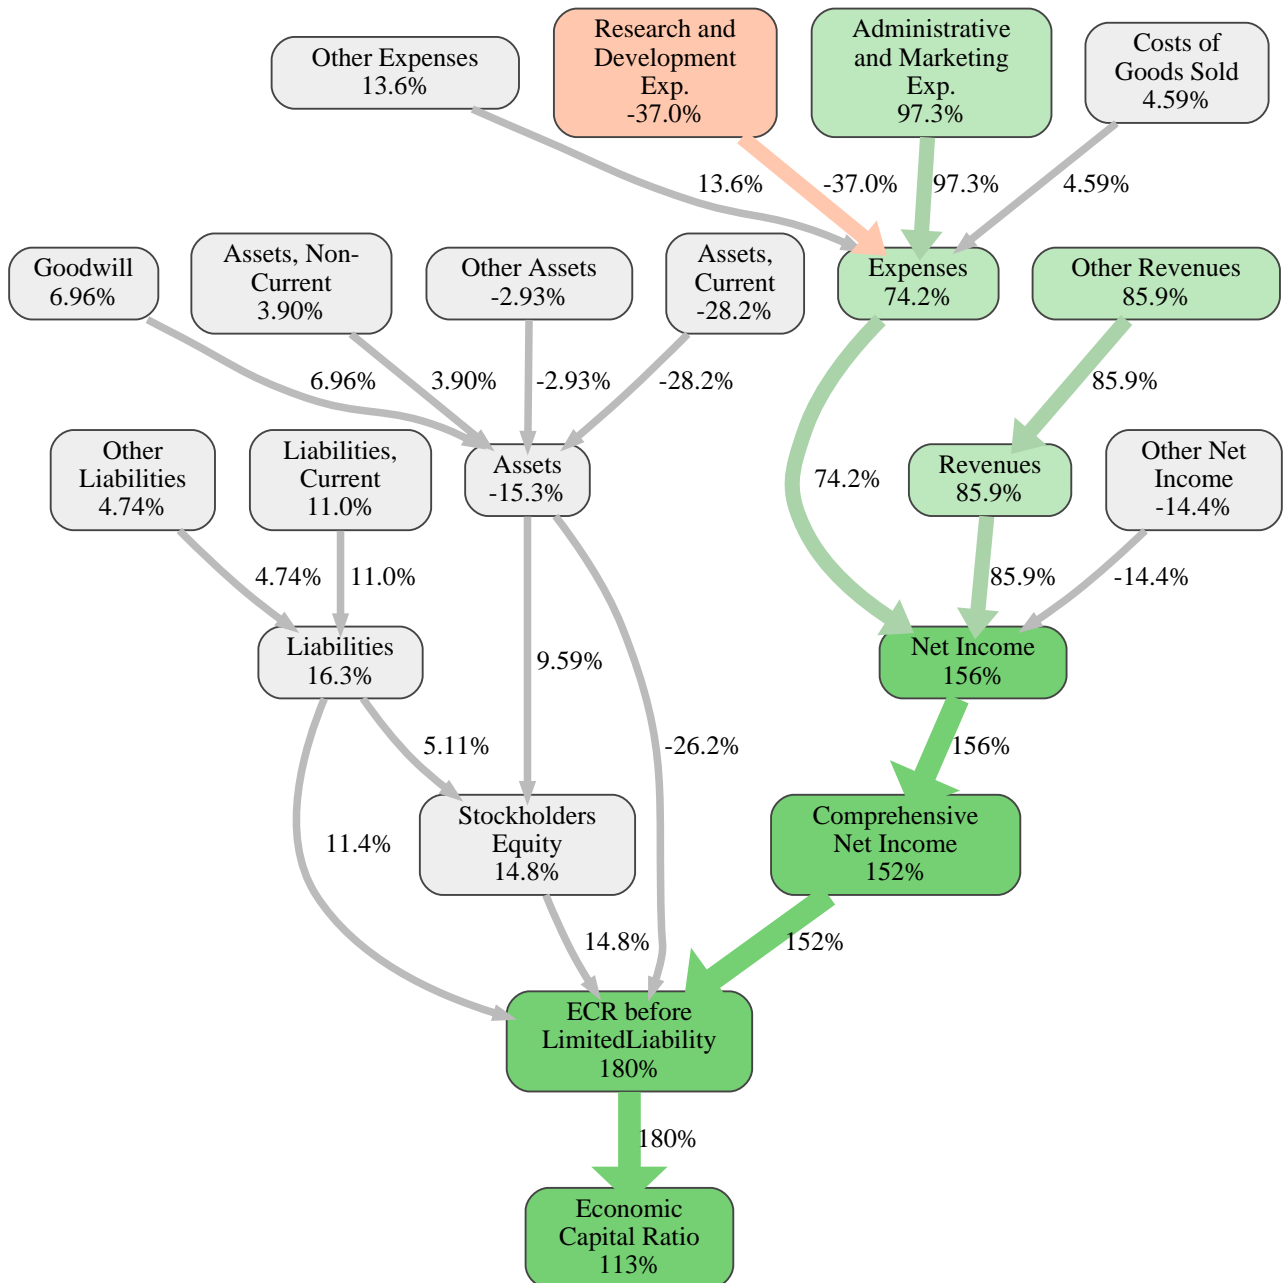 Other Expenses
13.6%
Research and
Development
Exp.
-37.0%
Administrative
and Marketing
Exp.
97.3%
Costs of
Goods Sold
4.59%
13.6%
-37.0%
97.3%
4.59%
Goodwill
6.96%
Assets, Non-
Current
3.90%
Other Assets
-2.93%
Assets,
Current
-28.2%
Expenses
74.2%
Other Revenues
85.9%
6.96%
3.90%
-2.93%
-28.2%
85.9%
Other
Liabilities
4.74%
Liabilities,
Current
11.0%
Assets
-15.3%
74.2%
Revenues
85.9%
Other Net
Income
-14.4%
4.74%
11.0%
85.9%
-14.4%
Liabilities
16.3%
9.59%
Net Income
156%
5.11%
-26.2%
156%
11.4%
Stockholders
Equity
14.8%
Comprehensive
Net Income
152%
14.8%
152%
ECR before
LimitedLiability
180%
180%
Economic
Capital Ratio
113%